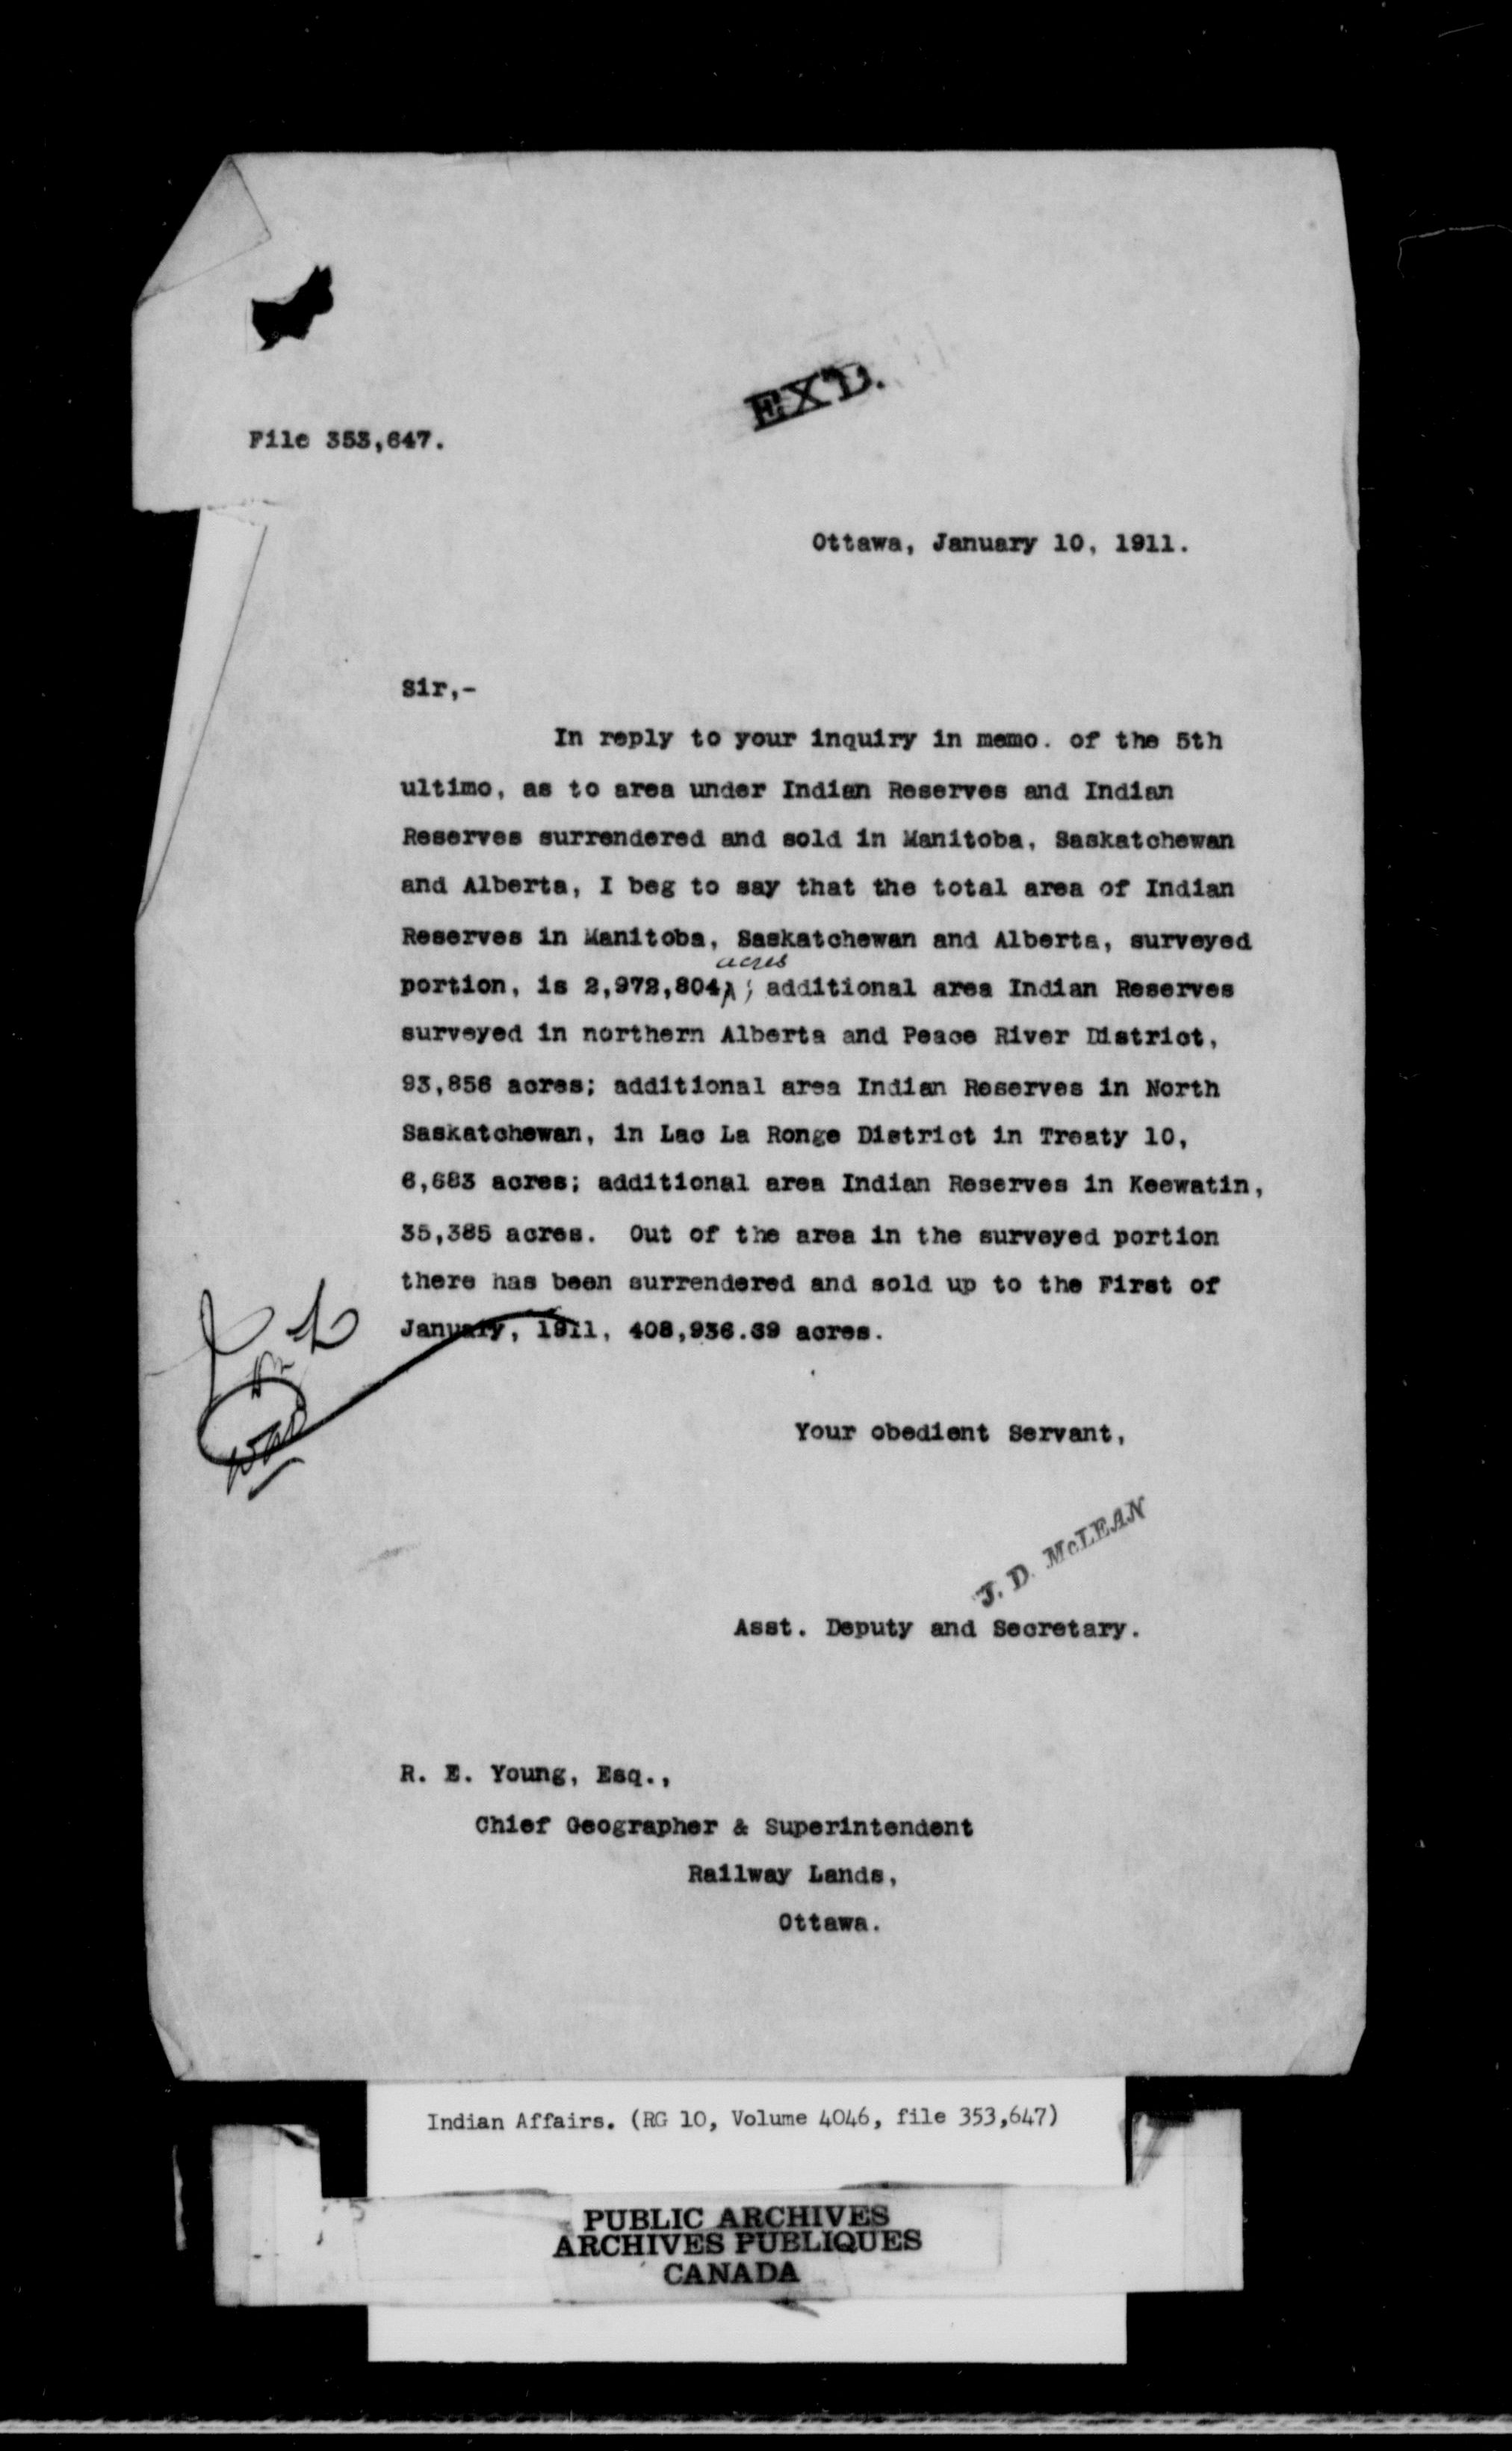 EX'D.
File 353,647.
Ottawa, January 10, 1911.
Sir,-
In reply to your inquiry in memo. of the 5th
ultimo, as to area under Indian Reserves and Indian
Reserves surrendered and sold in Manitoba, Saskatchewan
and Alberta, I beg to say that the total area of Indian
Reserves in Manitoba, Saskatchewan and Alberta, surveyed
acres
portion, is 2,972,804; additional area Indian Reserves
surveyed in northern Alberta and Peace River District,
93,856 acres; additional area Indian Reserves in North
Saskatchewan, in Lac La Ronge District in Treaty 10,
6,683 acres; additional area Indian Reserves in Keewatin,
35,385 acres. Out of the area in the surveyed portion
there has been surrendered and sold up to the First of
January, 1911, 408,936.69 acres.
Your obedient Servant,
J. D. McLEAN
Asst. Deputy and Secretary.
R. E. Young, Esq.,
Chief Geographer & Superintendent
Railway Lands,
Ottawa.
Indian Affairs. (RG 10, Volume 4046, file 353,647)
PUBLIC ARCHIVES
ARCHIVES PUBLIQUES
CANADA